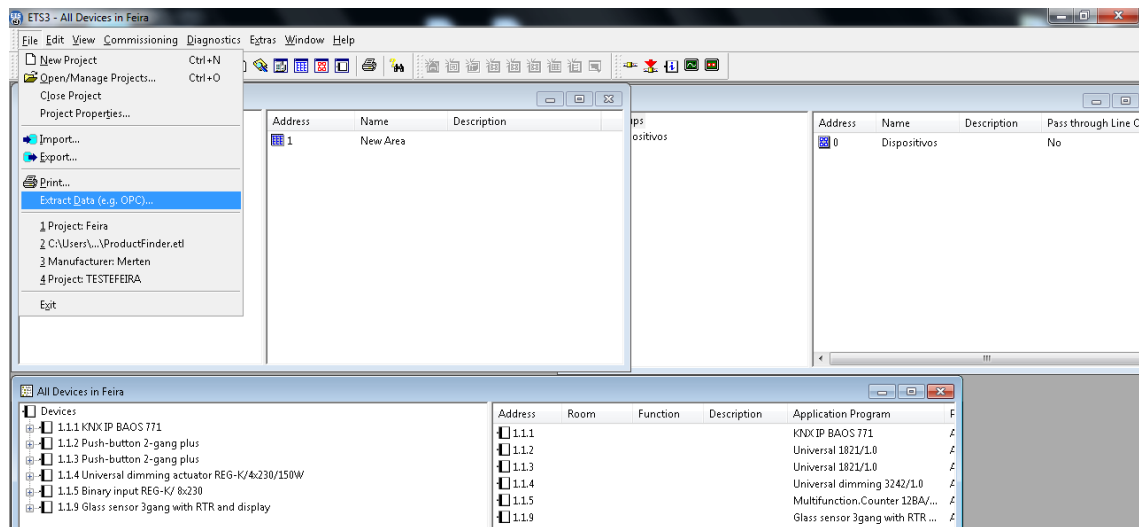 ETS3 - All Devices in Feira
File Edit View Commissioning Diagnostics Extras Window Help
New Project Ctrl+N
Open/Manage Projects... Ctrl+O
Close Project
Project Properties...
Import...
Export...
Print...
Extract Data (e.g. OPC)...
1 Project: Feira
2 C:\Users\...\ProductFinder.etl
3 Manufacturer: Merten
4 Project: TESTEFEIRA
Exit
Address Name Description
1 New Area
ups
ositivos
Address Name Description Pass through Line C
0 Dispositivos No
All Devices in Feira
Devices
1.1.1 KNX IP BAOS 771
1.1.2 Push-button 2-gang plus
1.1.3 Push-button 2-gang plus
1.1.4 Universal dimming actuator REG-K/4x230/150W
1.1.5 Binary input REG-K/ 8x230
1.1.9 Glass sensor 3gang with RTR and display
Address Room Function Description Application Program
1.1.1 KNX IP BAOS 771
1.1.2 Universal 1821/1.0
1.1.3 Universal 1821/1.0
1.1.4 Universal dimming 3242/1.0
1.1.5 Multifunction.Counter 12BA/...
1.1.9 Glass sensor 3gang with RTR ...